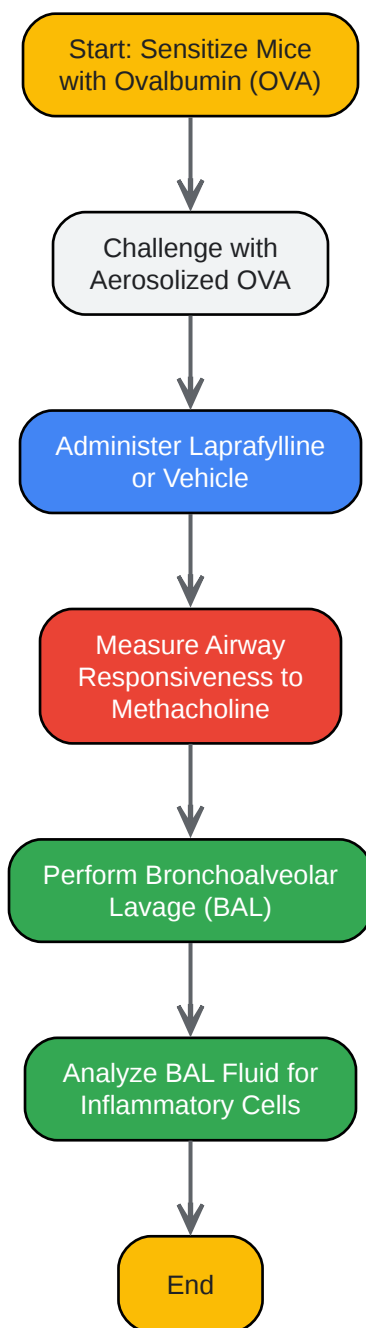 Start: Sensitize Mice
with Ovalbumin (OVA)
Challenge with
Aerosolized OVA
Administer Laprafylline
or Vehicle
Measure Airway
Responsiveness to
Methacholine
Perform Bronchoalveolar
Lavage (BAL)
Analyze BAL Fluid for
Inflammatory Cells
End